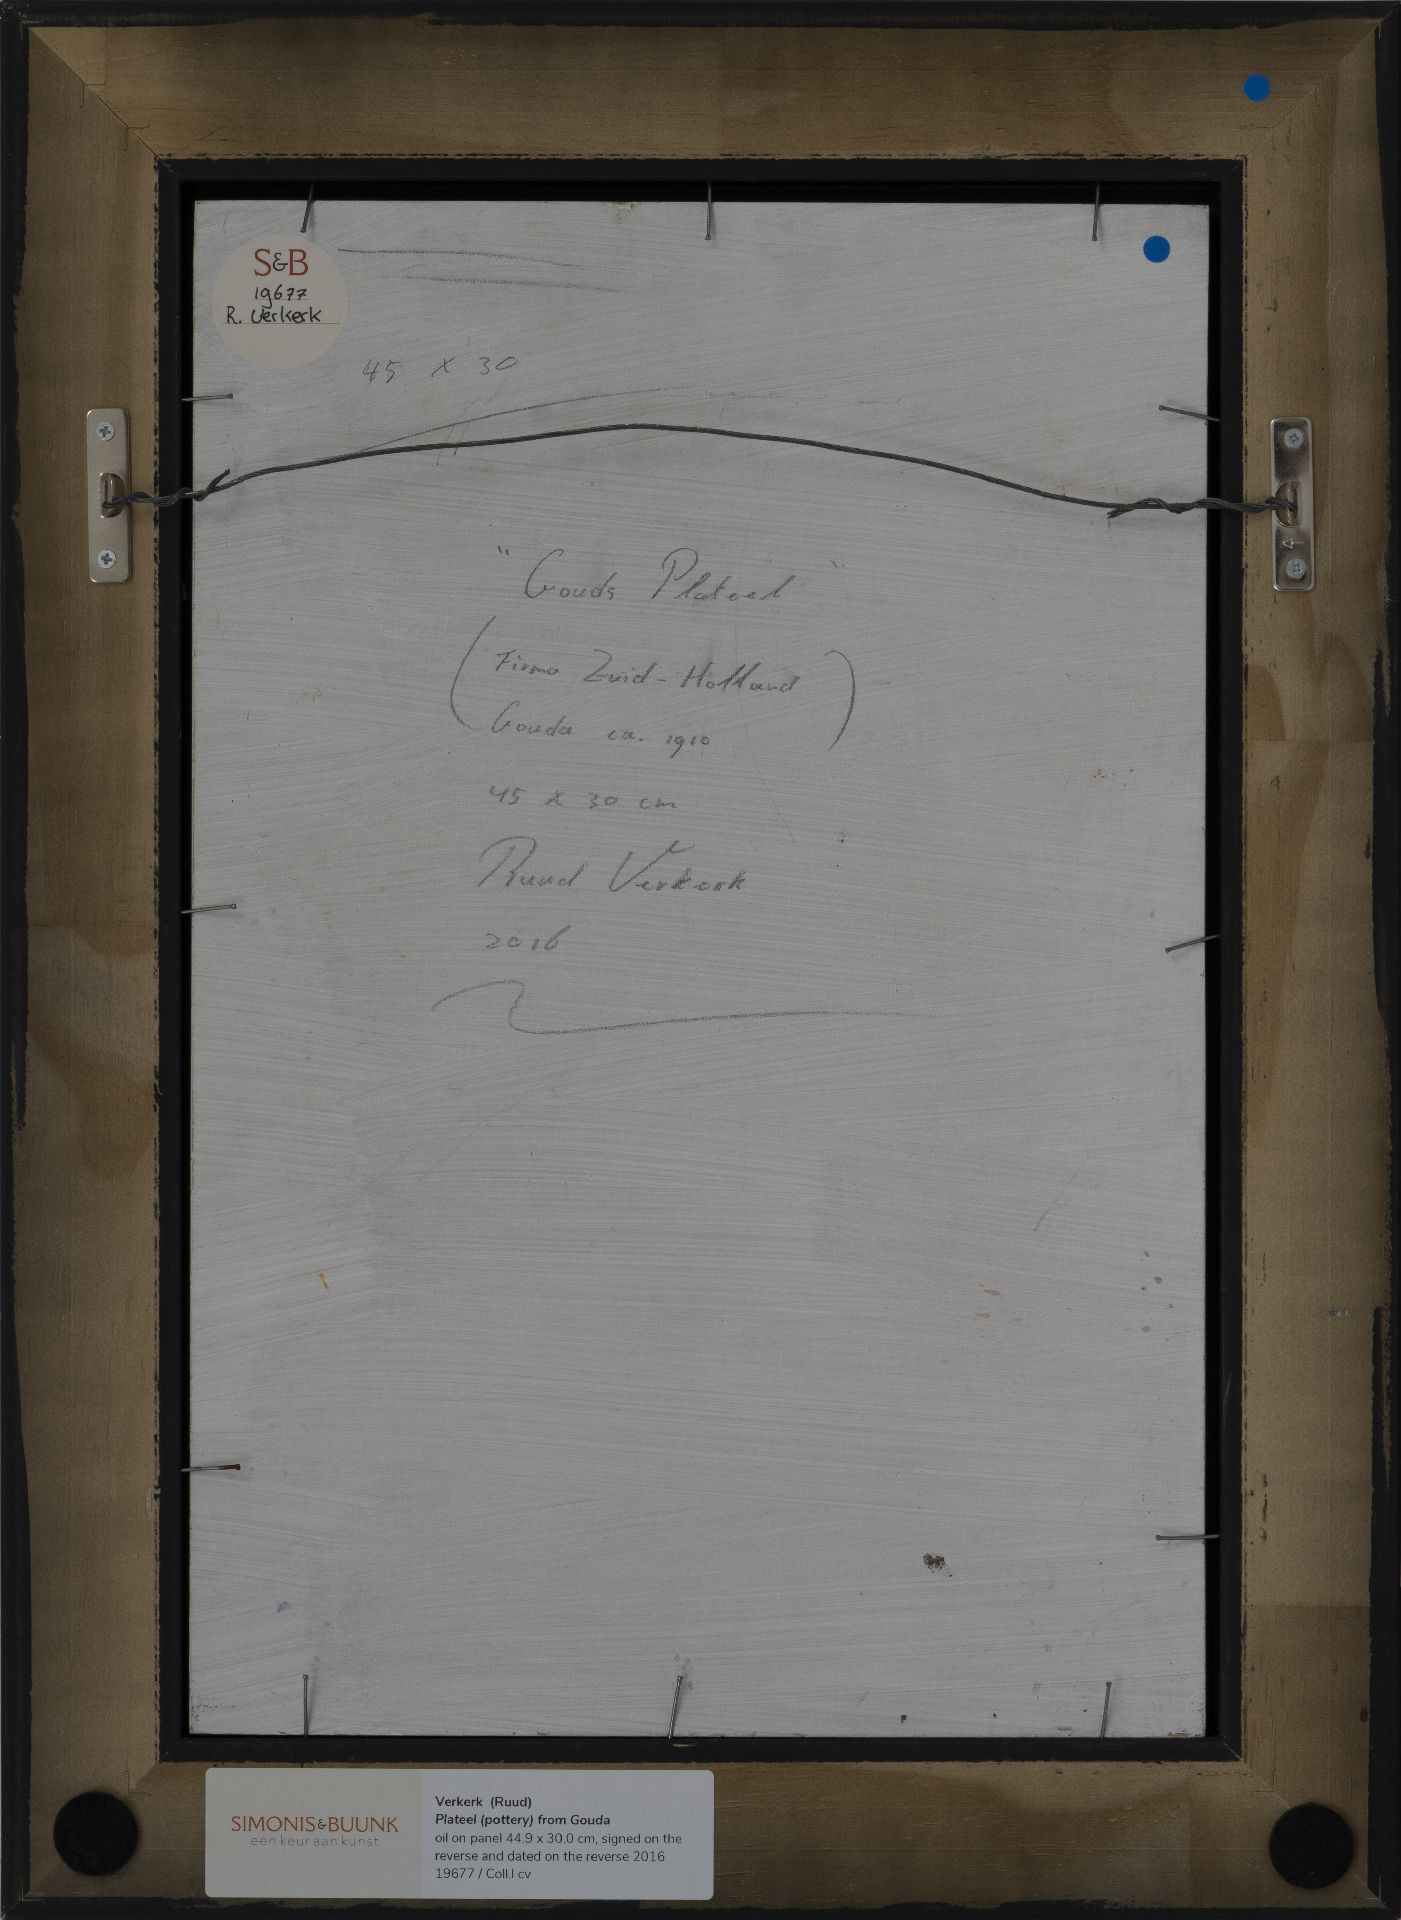 S&B
19677
R. Verkerk
45 x 30
"Gouds Plateel"
(Firma Zuid-Holland
Gouda ca. 1910)
45 x 30 cm
Ruud Verkerk
2016
SIMONIS&BUUNK
een keur aan kunst
Verkerk (Ruud)
Plateel (pottery) from Gouda
oil on panel 44.9 x 30.0 cm, signed on the
reverse and dated on the reverse 2016
19677 / Coll.l cv